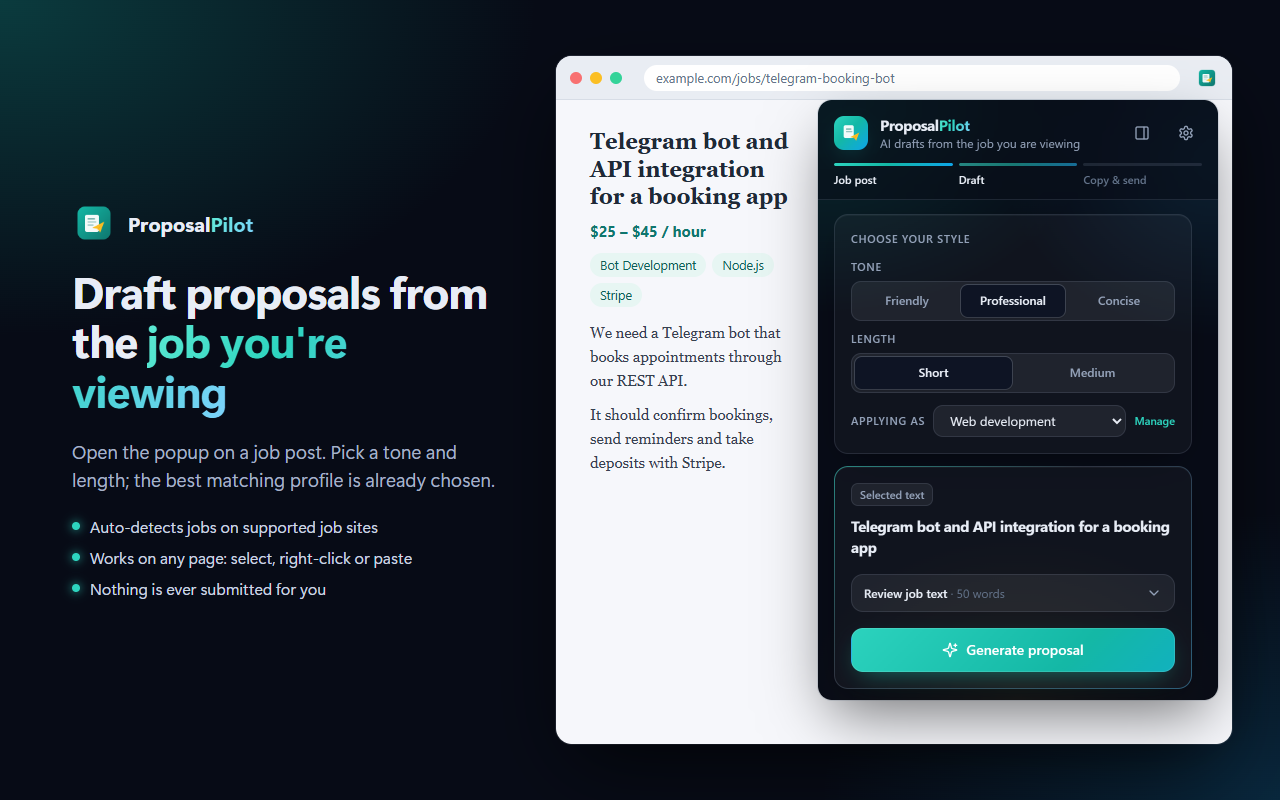 ProposalPilot
Draft proposals from
the job you're
viewing
Open the popup on a job post. Pick a tone and
length; the best matching profile is already chosen.
Auto-detects jobs on supported job sites
Works on any page: select, right-click or paste
Nothing is ever submitted for you
example.com/jobs/telegram-booking-bot
Telegram bot and
API integration
for a booking app
$25 – $45 / hour
Bot Development Node.js
Stripe
We need a Telegram bot that
books appointments through
our REST API.
It should confirm bookings,
send reminders and take
deposits with Stripe.
ProposalPilot
AI drafts from the job you are viewing
Job post Draft Copy & send
CHOOSE YOUR STYLE
TONE
Friendly Professional Concise
LENGTH
Short Medium
APPLYING AS Web development Manage
Selected text
Telegram bot and API integration for a booking
app
Review job text · 50 words
Generate proposal